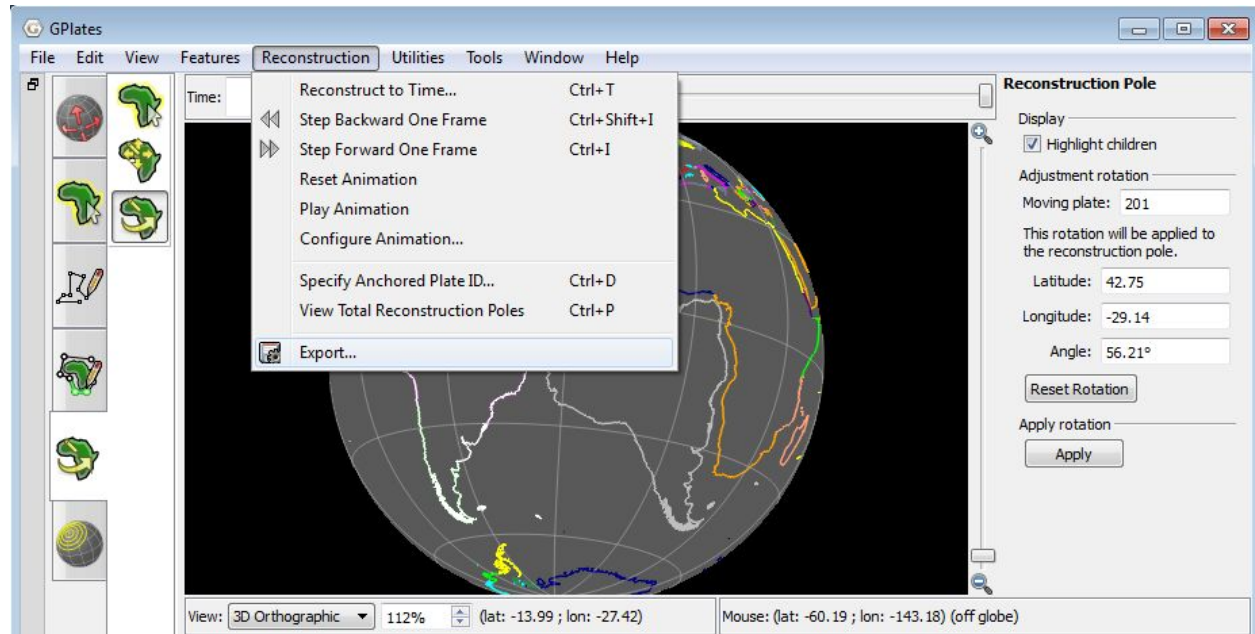 GPlates
File Edit View Features Reconstruction Utilities Tools Window Help
Time:
Reconstruct to Time... Ctrl+T
Step Backward One Frame Ctrl+Shift+I
Step Forward One Frame Ctrl+I
Reset Animation
Play Animation
Configure Animation...
Specify Anchored Plate ID... Ctrl+D
View Total Reconstruction Poles Ctrl+P
Export...
Reconstruction Pole
Display
Highlight children
Adjustment rotation
Moving plate: 201
This rotation will be applied to
the reconstruction pole.
Latitude: 42.75
Longitude: -29.14
Angle: 56.21°
Reset Rotation
Apply rotation
Apply
View: 3D Orthographic 112% (lat: -13.99 ; lon: -27.42) Mouse: (lat: -60.19 ; lon: -143.18) (off globe)